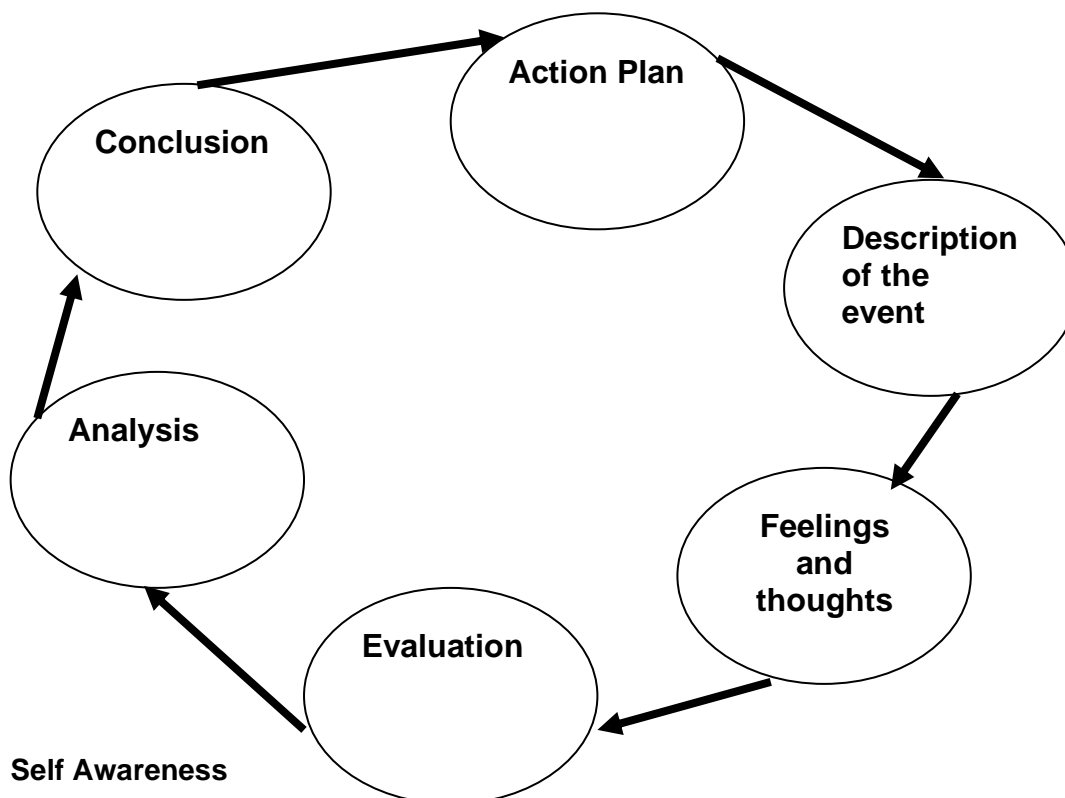 Action Plan
Conclusion
Description
of the
event
Analysis
Feelings
and
thoughts
Evaluation
Self Awareness